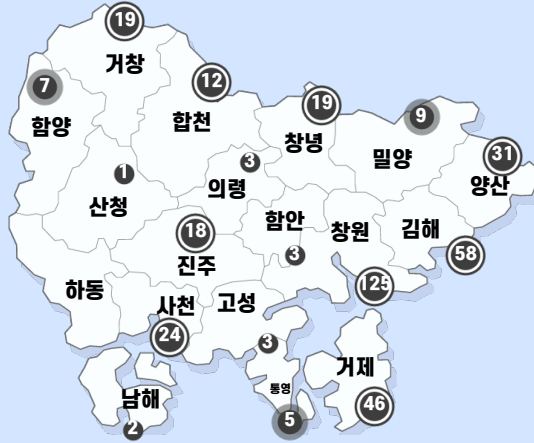 19
거창
7
함양
12
합천
19
창녕
9
밀양
31
양산
1
산청
3
의령
18
진주
함안
3
창원
125
김해
58
하동
사천
24
고성
3
통영
5
거제
46
남해
2